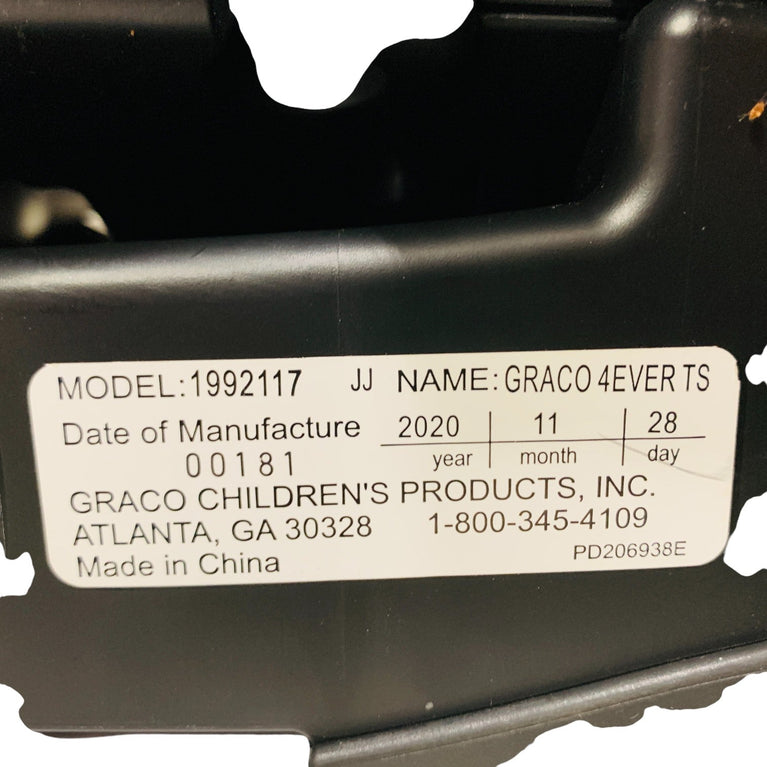 MODEL:1992117 JJ NAME: GRACO 4EVER TS
Date of Manufacture 2020 11 28
00181 year month day
GRACO CHILDREN'S PRODUCTS, INC.
ATLANTA, GA 30328 1-800-345-4109
Made in China PD206938E